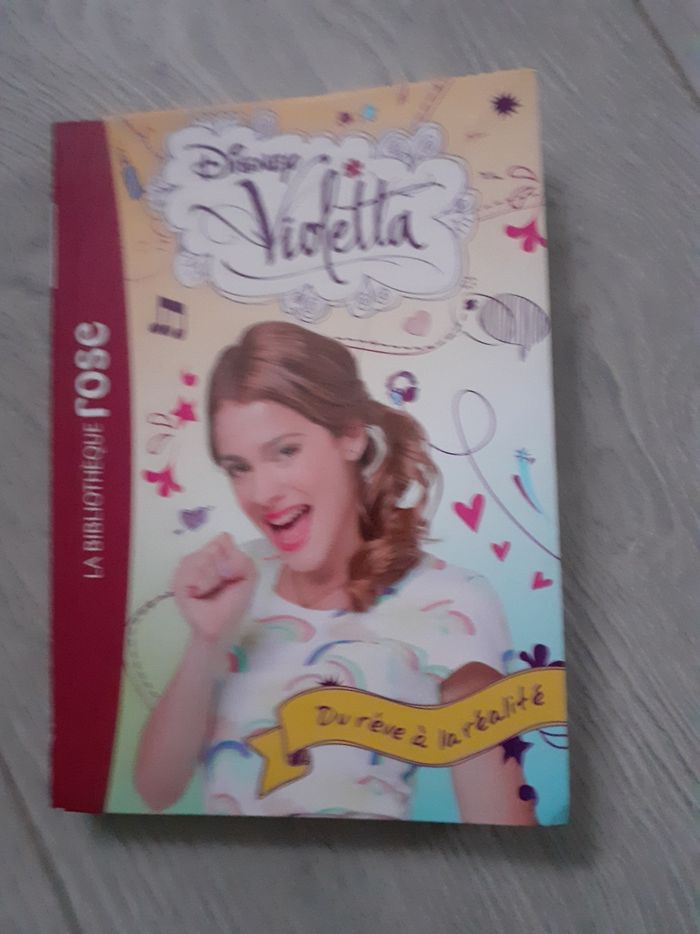 Disney
Violetta
LA BIBLIOTHÈQUE rose
Du rêve à la réalité